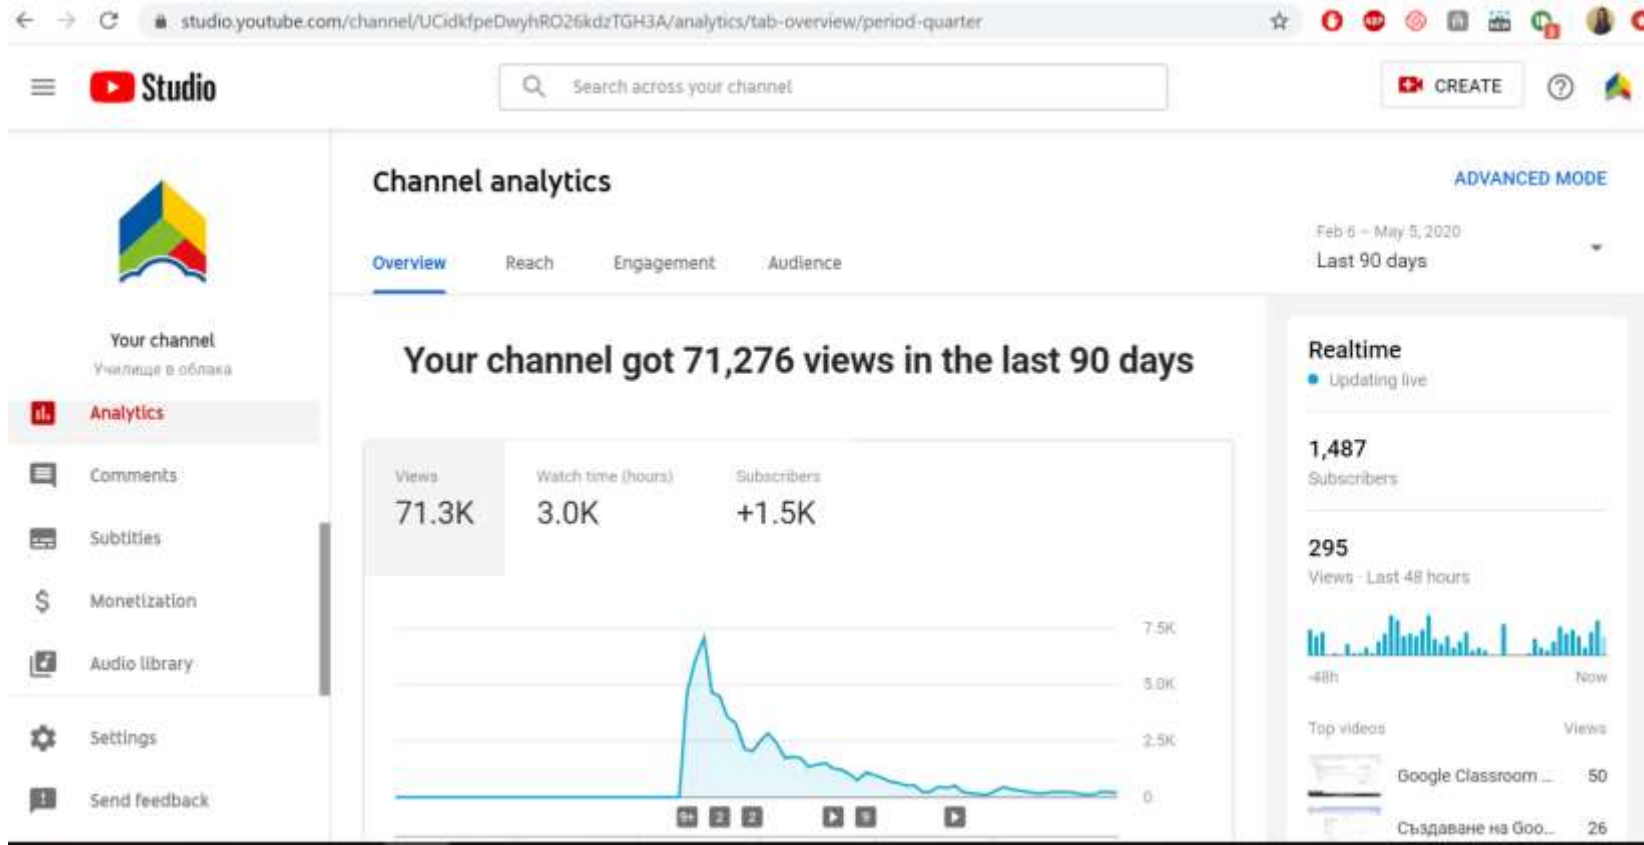 studio.youtube.com/channel/UCidkfpeDwyhRO26kdzTGH3A/analytics/tab-overview/period-quarter
Studio
Search across your channel
CREATE
Channel analytics
ADVANCED MODE
Feb 6 – May 5, 2020
Last 90 days
Overview
Reach
Engagement
Audience
Your channel
Училище в облака
Analytics
Comments
Subtitles
Monetization
Audio library
Settings
Send feedback
Your channel got 71,276 views in the last 90 days
Views
71.3K
Watch time (hours)
3.0K
Subscribers
+1.5K
7.5K
5.0K
2.5K
0
9+
2
2
9
Realtime
Updating live
1,487
Subscribers
295
Views · Last 48 hours
-48h
Now
Top videos
Views
Google Classroom ...
50
Създаване на Goo...
26